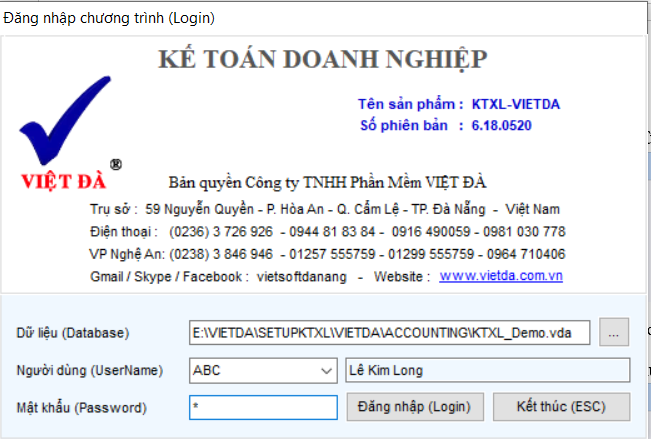 Đăng nhập chương trình (Login)
KẾ TOÁN DOANH NGHIỆP
Tên sản phẩm : KTXL-VIETDA
Số phiên bản : 6.18.0520
®
VIỆT ĐÀ
Bản quyền Công ty TNHH Phần Mềm VIỆT ĐÀ
Trụ sở : 59 Nguyễn Quyền - P. Hòa An - Q. Cẩm Lệ - TP. Đà Nẵng - Việt Nam
Điện thoại : (0236) 3 726 926 - 0944 81 83 84 - 0916 490059 - 0981 030 778
VP Nghệ An: (0238) 3 846 946 - 01257 555759 - 01299 555759 - 0964 710406
Gmail / Skype / Facebook : vietsoftdanang - Website : www.vietda.com.vn
Dữ liệu (Database) E:\VIETDA\SETUPKTXL\VIETDA\ACCOUNTING\KTXL_Demo.vda ...
Người dùng (UserName) ABC Lê Kim Long
Mật khẩu (Password) * Đăng nhập (Login) Kết thúc (ESC)